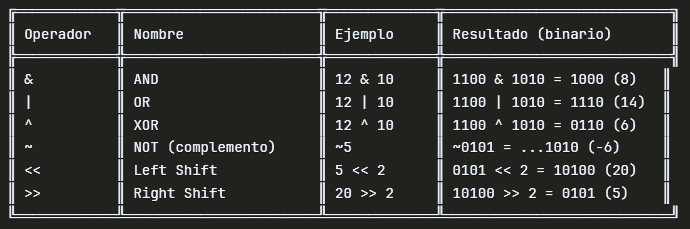 Operador Nombre Ejemplo Resultado (binario)
& AND 12 & 10 1100 & 1010 = 1000 (8)
| OR 12 | 10 1100 | 1010 = 1110 (14)
^ XOR 12 ^ 10 1100 ^ 1010 = 0110 (6)
~ NOT (complemento) ~5 ~0101 = ...1010 (-6)
<< Left Shift 5 << 2 0101 << 2 = 10100 (20)
>> Right Shift 20 >> 2 10100 >> 2 = 0101 (5)